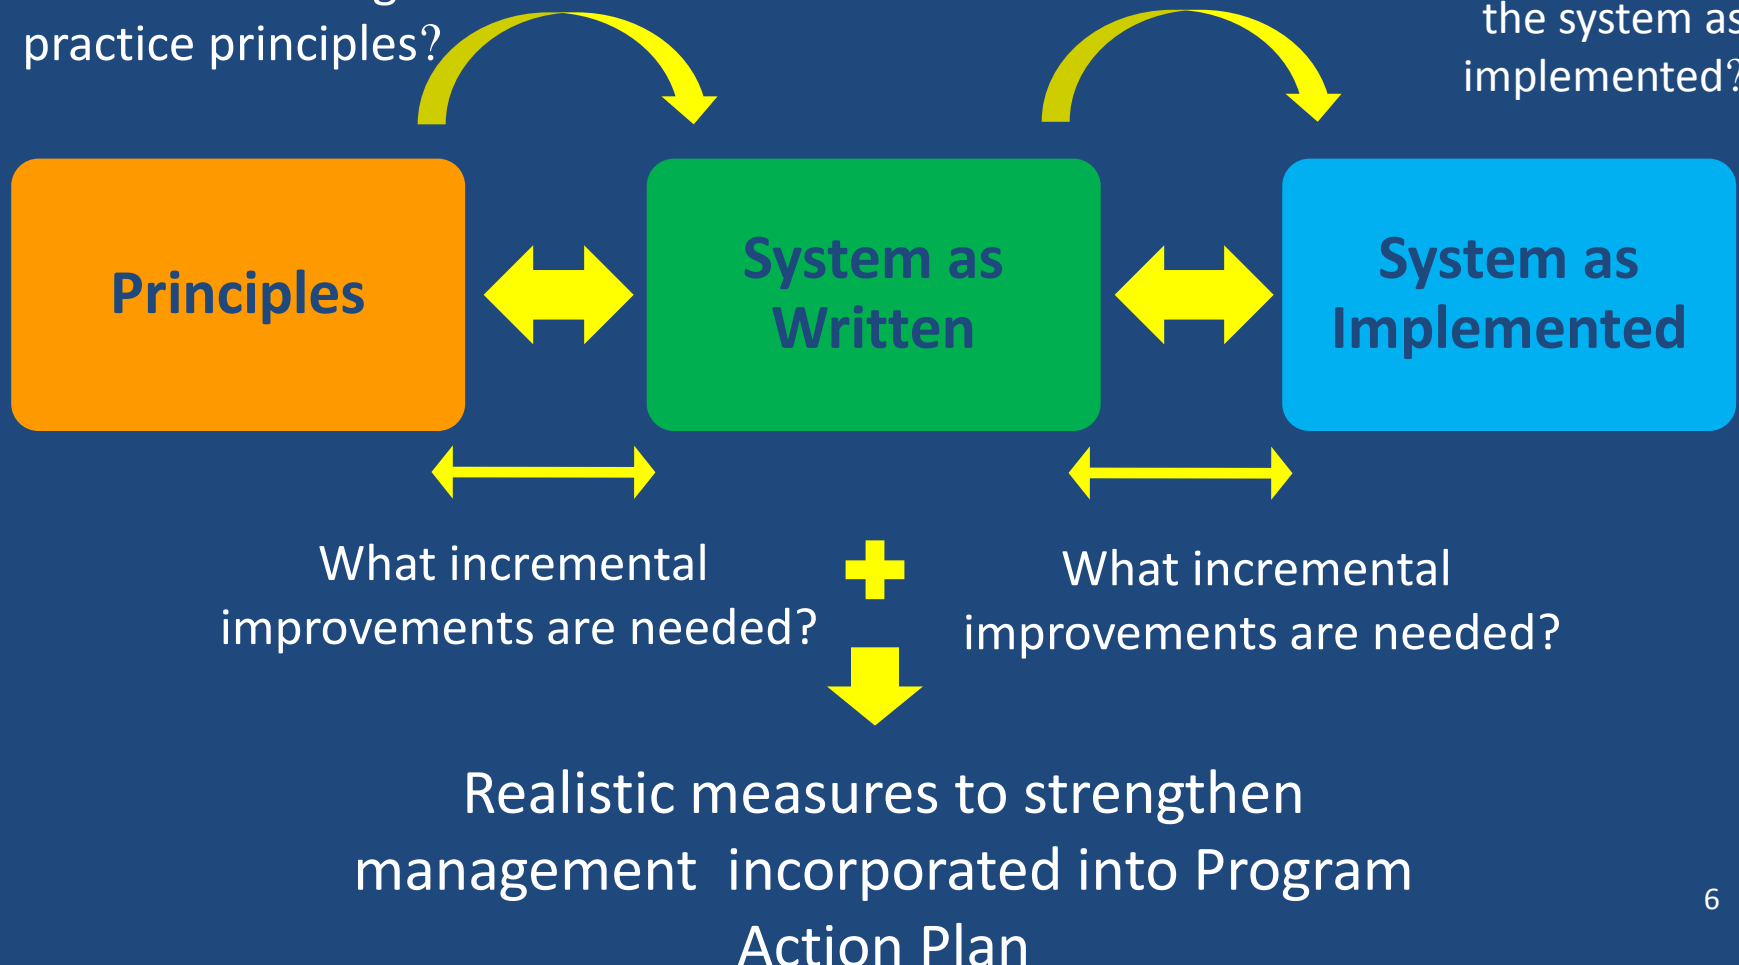 practice principles?
the system as
implemented?
Principles
System as
Written
System as
Implemented
What incremental
improvements are needed?
What incremental
improvements are needed?
Realistic measures to strengthen
management  incorporated into Program
Action Plan
6